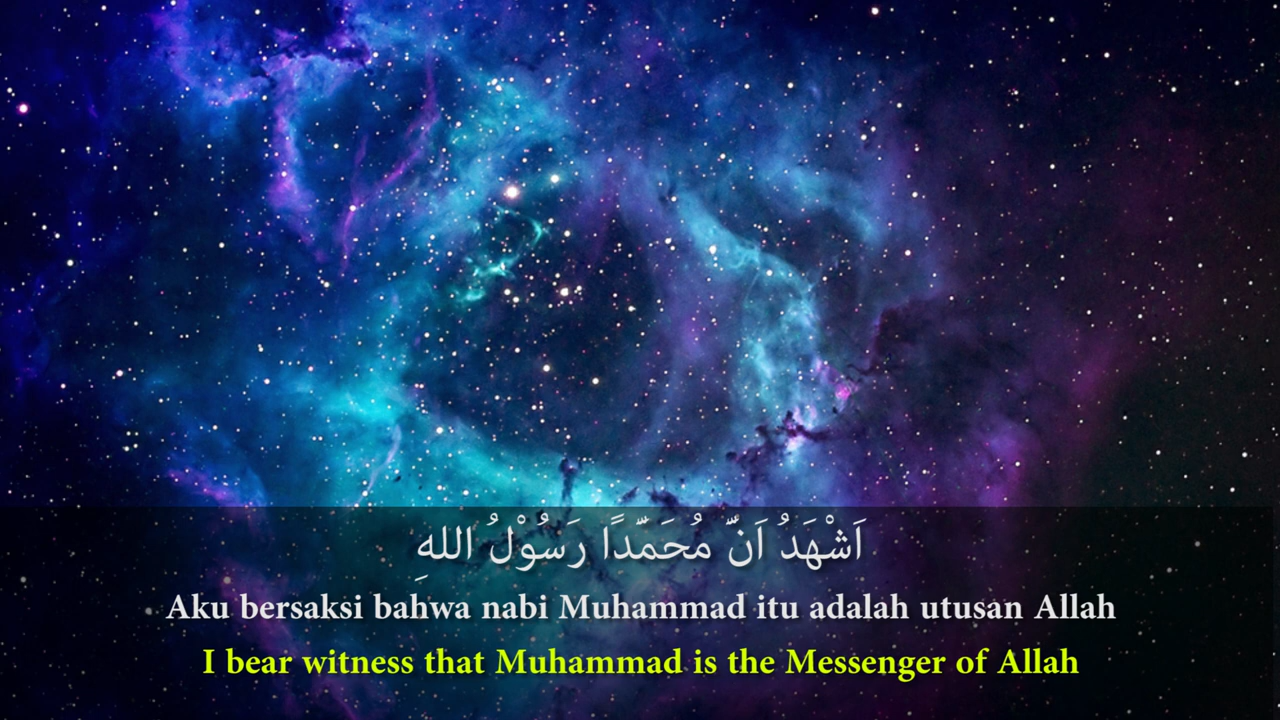 اَشْهَدُ اَنَّ مُحَمَّدًا رَسُوْلُ اللهِ
Aku bersaksi bahwa nabi Muhammad itu adalah utusan Allah
I bear witness that Muhammad is the Messenger of Allah